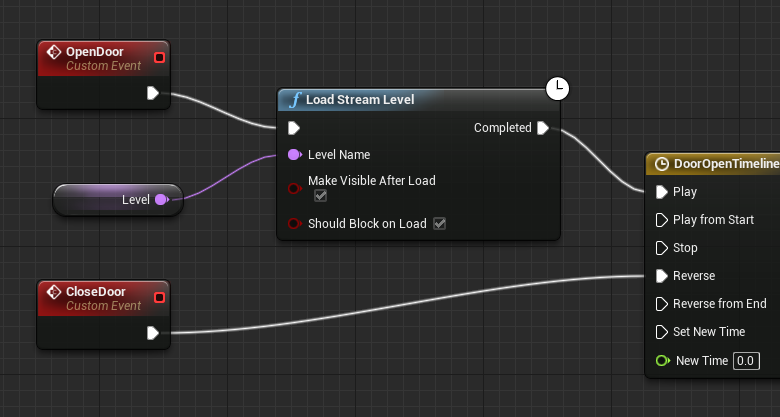 OpenDoor
Custom Event
Load Stream Level
Completed
Level Name
Make Visible After Load
Should Block on Load
Level
DoorOpenTimeline
Play
Play from Start
Stop
Reverse
Reverse from End
Set New Time
New Time 0.0
CloseDoor
Custom Event